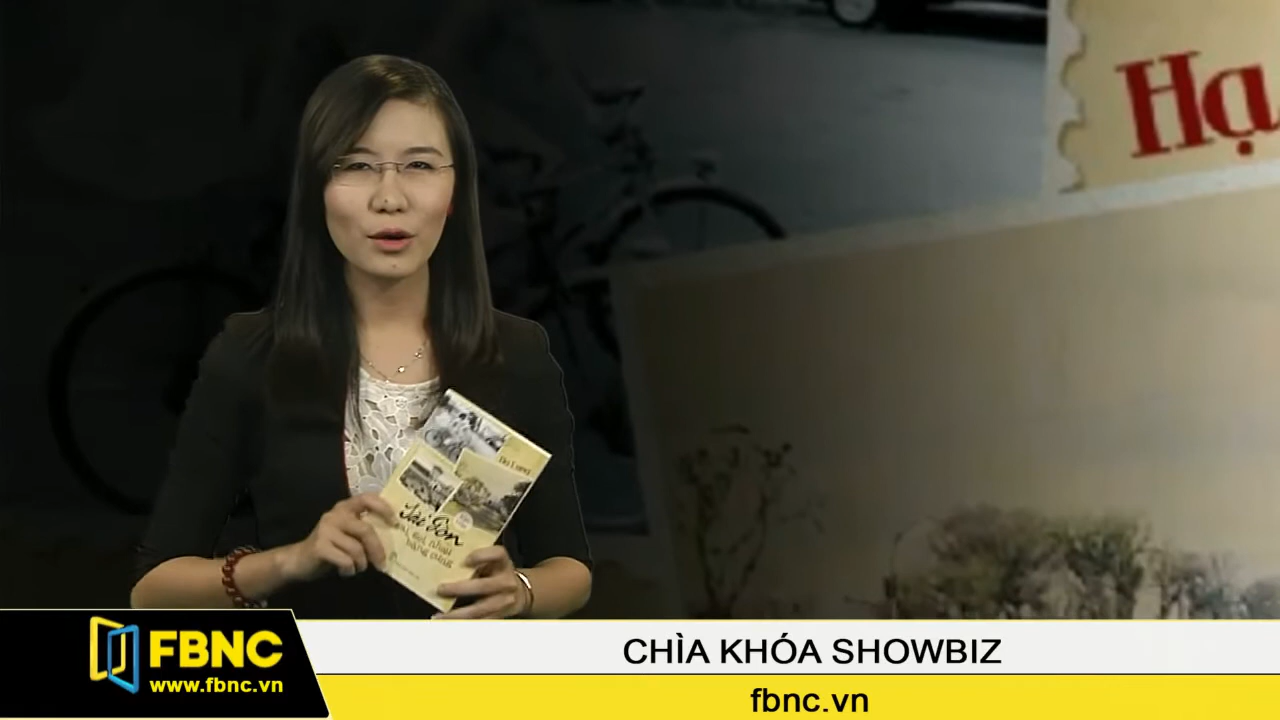 Hạ
Sài Gòn
FBNC
www.fbnc.vn
CHÌA KHÓA SHOWBIZ
fbnc.vn